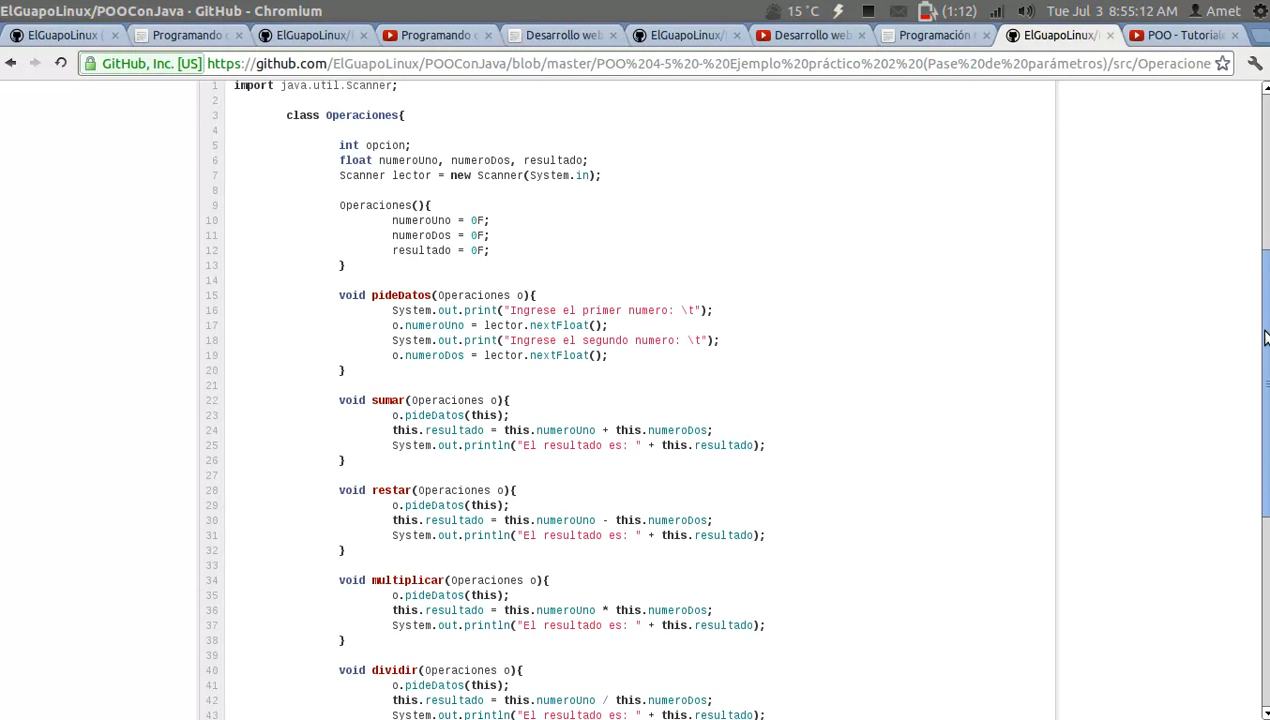 ElGuapoLinux/POOConJava · GitHub - Chromium
15 °C
(1:12)
Tue Jul 3 8:55:12 AM
Amet
ElGuapoLinux (
Programando c
ElGuapoLinux/
Programando c
Desarrollo web
ElGuapoLinux/
Desarrollo web
Programación
ElGuapoLinux/
POO - Tutoriale
GitHub, Inc. [US] https://github.com/ElGuapoLinux/POOConJava/blob/master/POO%204-5%20-%20Ejemplo%20práctico%202%20(Pase%20de%20parámetros)/src/Operacione
1 import java.util.Scanner;
2
3 class Operaciones{
4
5 int opcion;
6 float numeroUno, numeroDos, resultado;
7 Scanner lector = new Scanner(System.in);
8
9 Operaciones(){
10 numeroUno = 0F;
11 numeroDos = 0F;
12 resultado = 0F;
13 }
14
15 void pideDatos(Operaciones o){
16 System.out.print("Ingrese el primer numero: \t");
17 o.numeroUno = lector.nextFloat();
18 System.out.print("Ingrese el segundo numero: \t");
19 o.numeroDos = lector.nextFloat();
20 }
21
22 void sumar(Operaciones o){
23 o.pideDatos(this);
24 this.resultado = this.numeroUno + this.numeroDos;
25 System.out.println("El resultado es: " + this.resultado);
26 }
27
28 void restar(Operaciones o){
29 o.pideDatos(this);
30 this.resultado = this.numeroUno - this.numeroDos;
31 System.out.println("El resultado es: " + this.resultado);
32 }
33
34 void multiplicar(Operaciones o){
35 o.pideDatos(this);
36 this.resultado = this.numeroUno * this.numeroDos;
37 System.out.println("El resultado es: " + this.resultado);
38 }
39
40 void dividir(Operaciones o){
41 o.pideDatos(this);
42 this.resultado = this.numeroUno / this.numeroDos;
43 System.out.println("El resultado es: " + this.resultado);